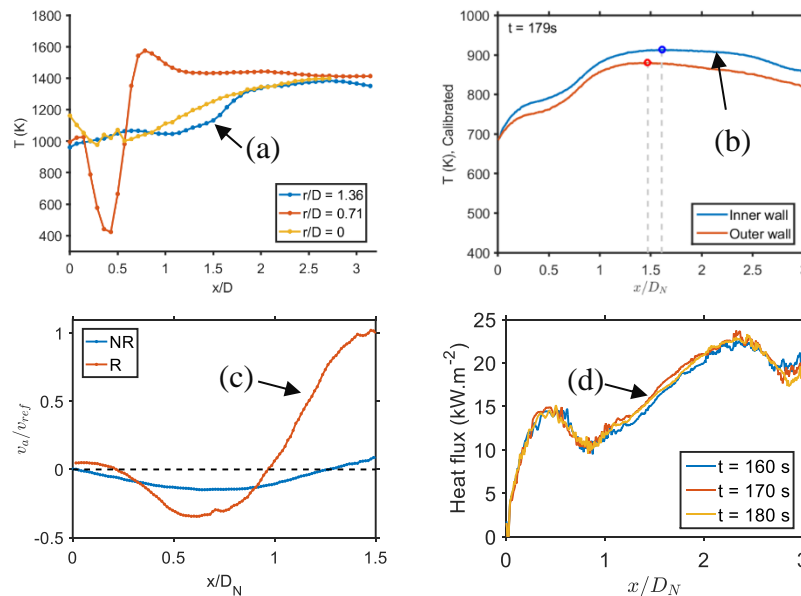 1800
1600
1400
1200
1000
800
600
400
T (K)
0 0.5 1 1.5 2 2.5 3
x/D
(a)
r/D = 1.36
r/D = 0.71
r/D = 0
1000
900
800
700
600
500
400
T (K), Calibrated
t = 179s
0 0.5 1 1.5 2 2.5 3
x/D_N
(b)
Inner wall
Outer wall
1
0.5
0
-0.5
v_a/v_ref
NR
R
(c)
0 0.5 1 1.5
x/D_N
25
20
15
10
5
0
Heat flux (kW.m⁻²)
(d)
t = 160 s
t = 170 s
t = 180 s
0 1 2 3
x/D_N